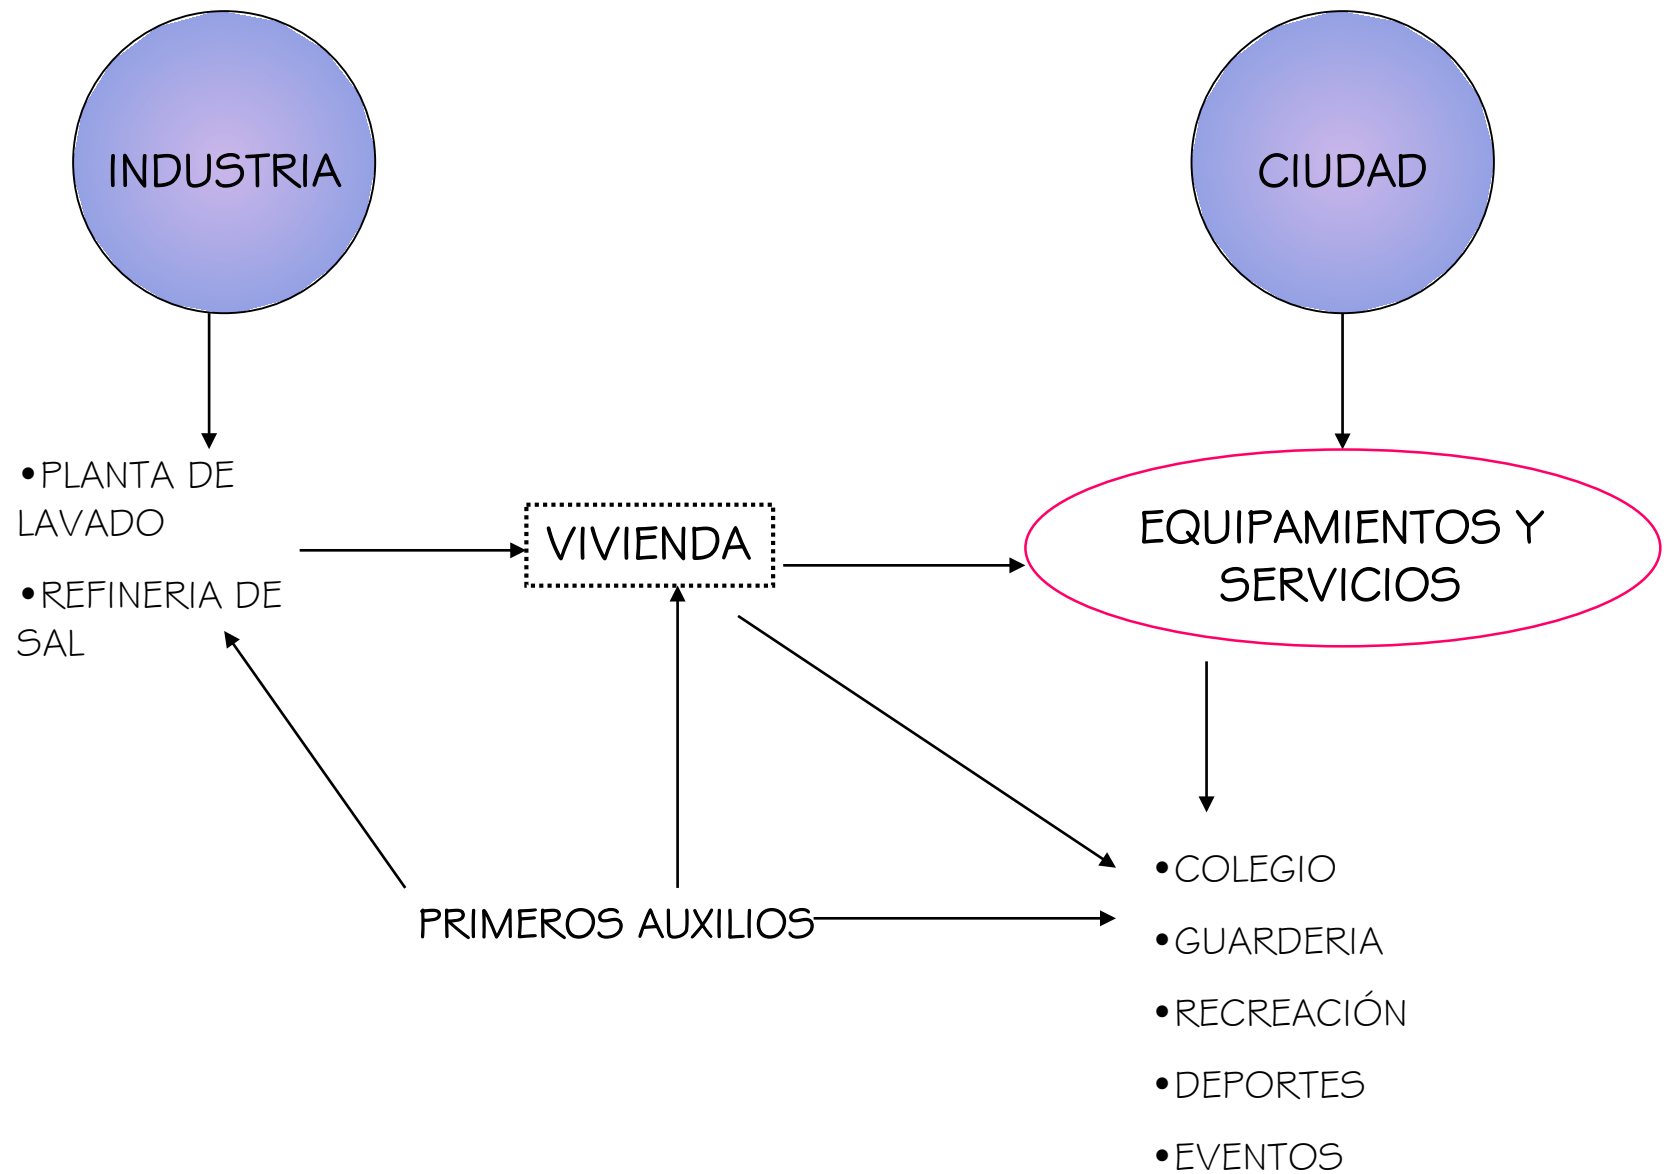 INDUSTRIA
CIUDAD
•PLANTA DE
LAVADO
•REFINERIA DE
SAL
VIVIENDA
EQUIPAMIENTOS Y
SERVICIOS
PRIMEROS AUXILIOS
•COLEGIO
•GUARDERIA
•RECREACIÓN
•DEPORTES
•EVENTOS